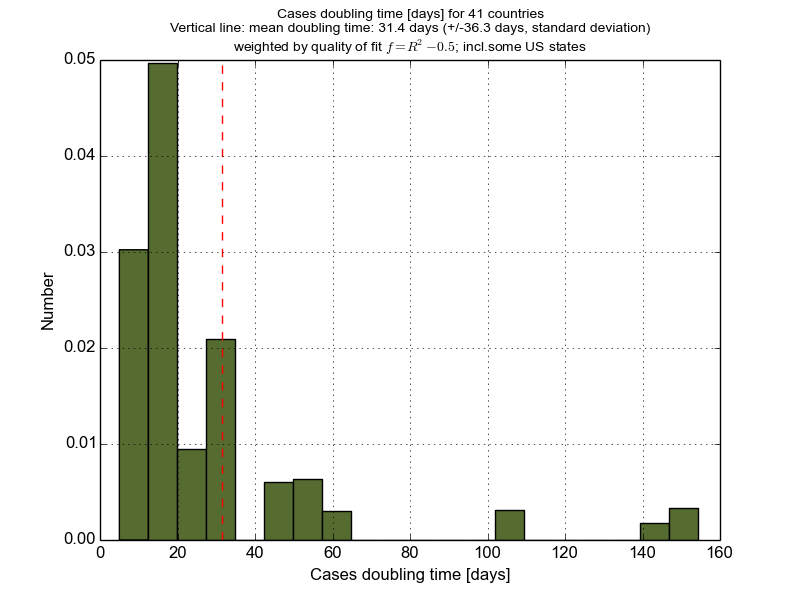 Cases doubling time [days] for 41 countries
Vertical line: mean doubling time: 31.4 days (+/-36.3 days, standard deviation)
weighted by quality of fit f=R² −0.5; incl.some US states
0.05
0.04
0.03
0.02
0.01
0.00
Number
0 20 40 60 80 100 120 140 160
Cases doubling time [days]